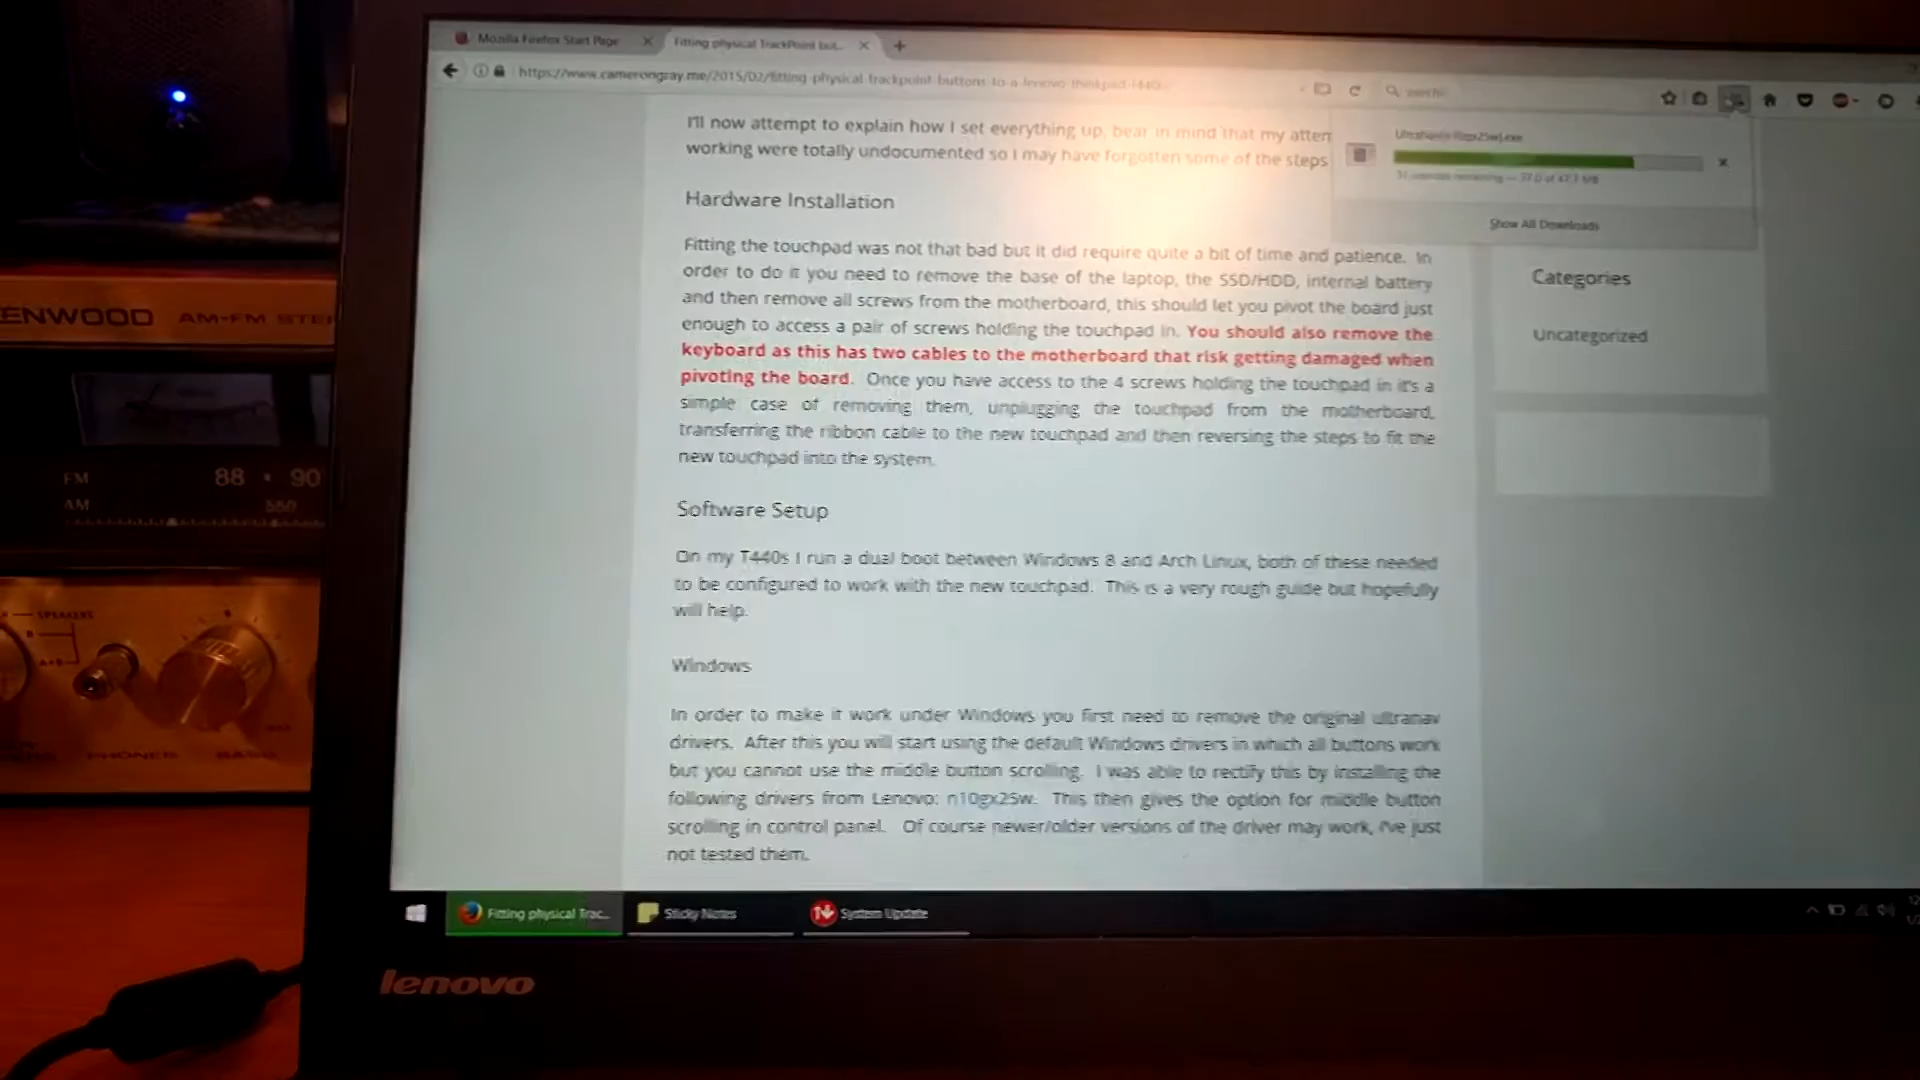 Mozilla Firefox Start Page
Fitting physical TrackPoint but...
https://www.camerongray.me/2015/02/fitting-physical-trackpoint-buttons-to-a-lenovo-thinkpad-t440
I'll now attempt to explain how I set everything up, bear in mind that my atten
working were totally undocumented so I may have forgotten some of the steps
Show All Downloads
Hardware Installation
Fitting the touchpad was not that bad but it did require quite a bit of time and patience. In
order to do it you need to remove the base of the laptop, the SSD/HDD, internal battery
and then remove all screws from the motherboard, this should let you pivot the board just
enough to access a pair of screws holding the touchpad in. You should also remove the
keyboard as this has two cables to the motherboard that risk getting damaged when
pivoting the board. Once you have access to the 4 screws holding the touchpad in it's a
simple case of removing them, unplugging the touchpad from the motherboard,
transferring the ribbon cable to the new touchpad and then reversing the steps to fit the
new touchpad into the system.
Categories
Uncategorized
Software Setup
On my T440s I run a dual boot between Windows 8 and Arch Linux, both of these needed
to be configured to work with the new touchpad. This is a very rough guide but hopefully
will help.
Windows
In order to make it work under Windows you first need to remove the original ultranav
drivers. After this you will start using the default Windows drivers in which all buttons work
but you cannot use the middle button scrolling. I was able to rectify this by installing the
following drivers from Lenovo: n10gx25w. This then gives the option for middle button
scrolling in control panel. Of course newer/older versions of the driver may work, I've just
not tested them.
Fitting physical Trac...
Sticky Notes
System Update
lenovo
ENWOOD AM-FM STE
FM 88 90
AM 550
SPEAKERS
B
A+B
PHONES BASS